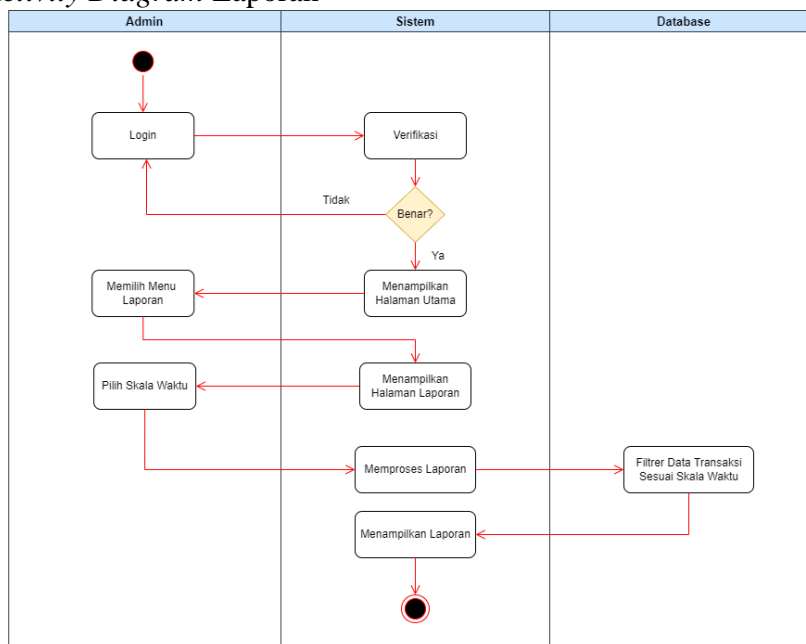 Activity Diagram Laporan
Admin
Sistem
Database
Login
Verifikasi
Tidak
Benar?
Ya
Memilih Menu
Laporan
Menampilkan
Halaman Utama
Pilih Skala Waktu
Menampilkan
Halaman Laporan
Memproses Laporan
Filtrer Data Transaksi
Sesuai Skala Waktu
Menampilkan Laporan